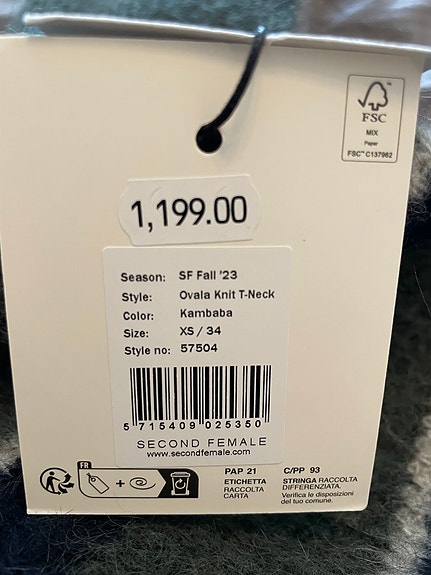 FSC
MIX
Paper
FSC™ C137962
1,199.00
Season: SF Fall '23
Style: Ovala Knit T-Neck
Color: Kambaba
Size: XS / 34
Style no: 57504
5 715409 025350
SECOND FEMALE
www.secondfemale.com
FR
+
PAP 21
ETICHETTA
RACCOLTA
CARTA
C/PP 93
STRINGA RACCOLTA
DIFFERENZIATA.
Verifica le disposizioni
del tuo comune.